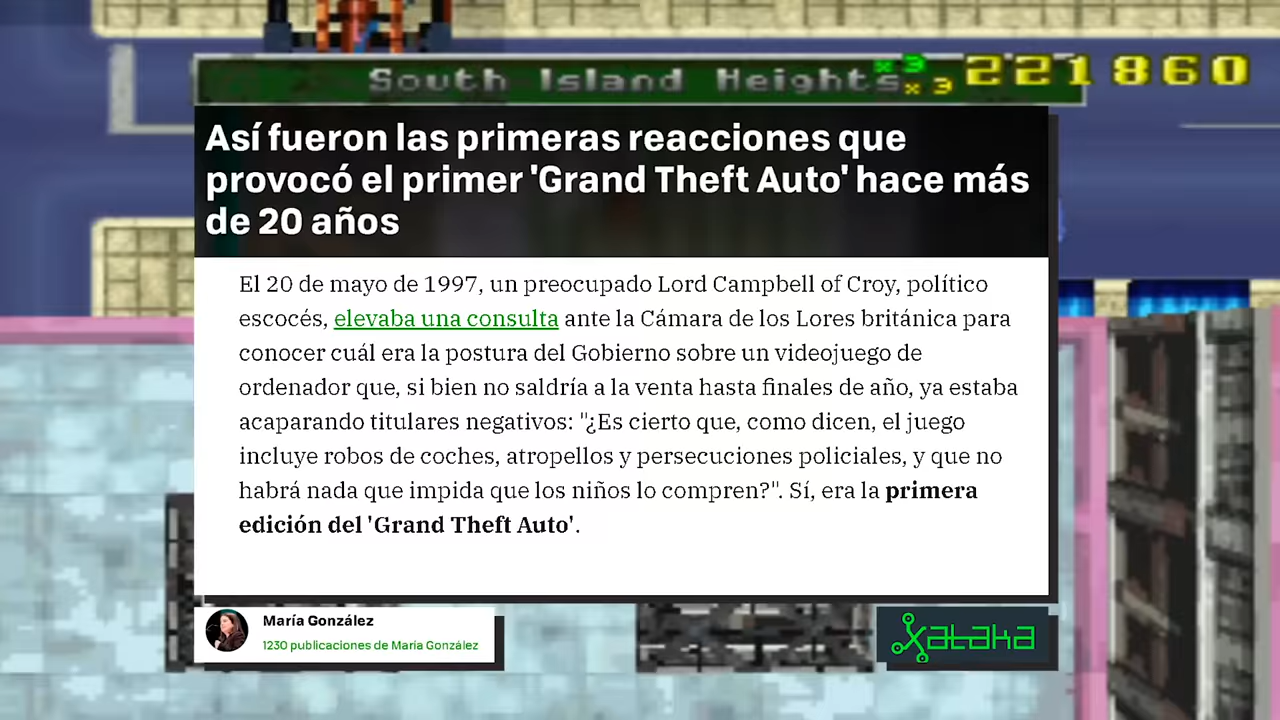 South Island Heights
x3
x3
221860
Así fueron las primeras reacciones que
provocó el primer 'Grand Theft Auto' hace más
de 20 años
El 20 de mayo de 1997, un preocupado Lord Campbell of Croy, político
escocés, elevaba una consulta ante la Cámara de los Lores británica para
conocer cuál era la postura del Gobierno sobre un videojuego de
ordenador que, si bien no saldría a la venta hasta finales de año, ya estaba
acaparando titulares negativos: "¿Es cierto que, como dicen, el juego
incluye robos de coches, atropellos y persecuciones policiales, y que no
habrá nada que impida que los niños lo compren?". Sí, era la primera
edición del 'Grand Theft Auto'.
María González
1230 publicaciones de María González
xataka